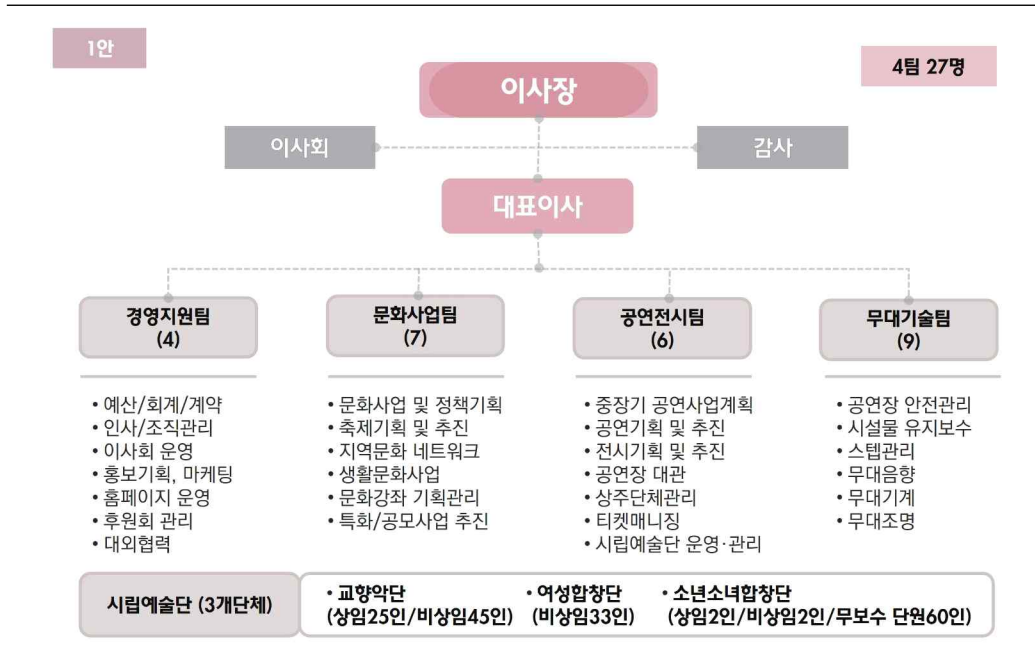 1안
4팀 27명
이사장
이사회
감사
대표이사
경영지원팀
(4)
문화사업팀
(7)
공연전시팀
(6)
무대기술팀
(9)
• 예산/회계/계약
• 인사/조직관리
• 이사회 운영
• 홍보기획, 마케팅
• 홈페이지 운영
• 후원회 관리
• 대외협력
• 문화사업 및 정책기획
• 축제기획 및 추진
• 지역문화 네트워크
• 생활문화사업
• 문화강좌 기획관리
• 특화/공모사업 추진
• 중장기 공연사업계획
• 공연기획 및 추진
• 전시기획 및 추진
• 공연장 대관
• 상주단체관리
• 티켓매니징
• 시립예술단 운영·관리
• 공연장 안전관리
• 시설물 유지보수
• 스텝관리
• 무대음향
• 무대기계
• 무대조명
시립예술단 (3개단체)
• 교향악단
(상임25인/비상임45인)
• 여성합창단
(비상임33인)
• 소년소녀합창단
(상임2인/비상임2인/무보수 단원60인)